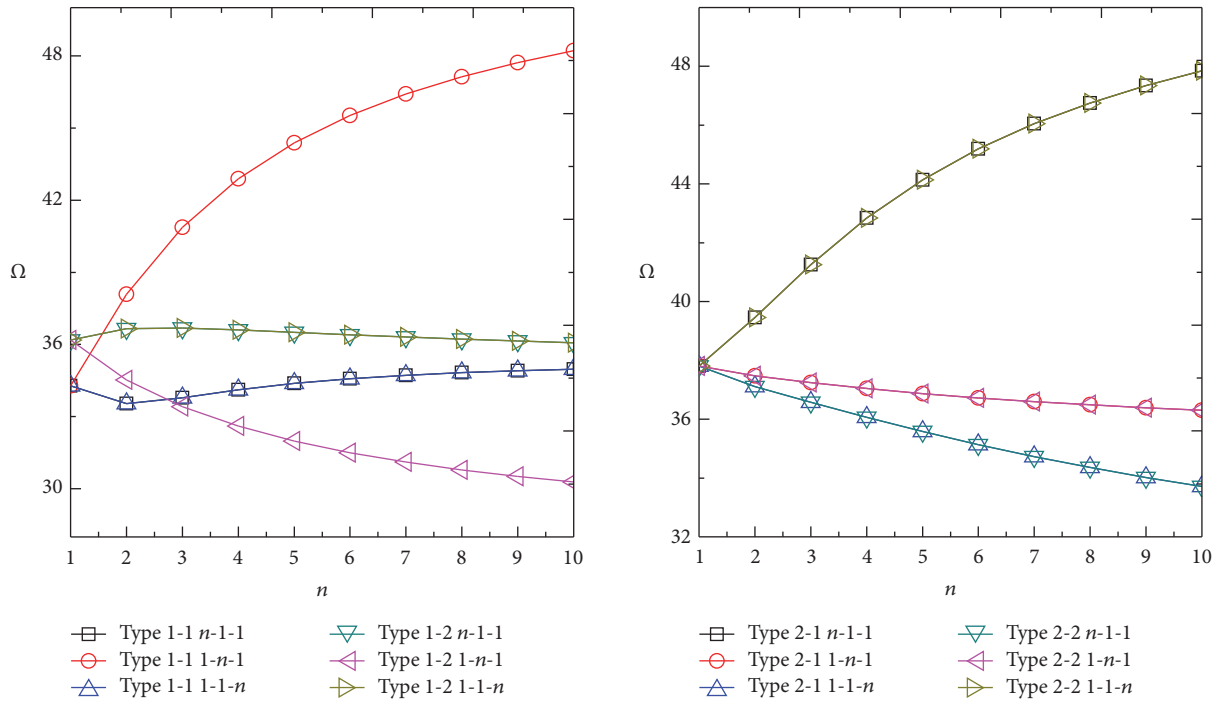 48
42
Ω
36
30
1 2 3 4 5 6 7 8 9 10
n
Type 1-1 n-1-1
Type 1-1 1-n-1
Type 1-1 1-1-n
Type 1-2 n-1-1
Type 1-2 1-n-1
Type 1-2 1-1-n
48
44
Ω
40
36
32
1 2 3 4 5 6 7 8 9 10
n
Type 2-1 n-1-1
Type 2-1 1-n-1
Type 2-1 1-1-n
Type 2-2 n-1-1
Type 2-2 1-n-1
Type 2-2 1-1-n